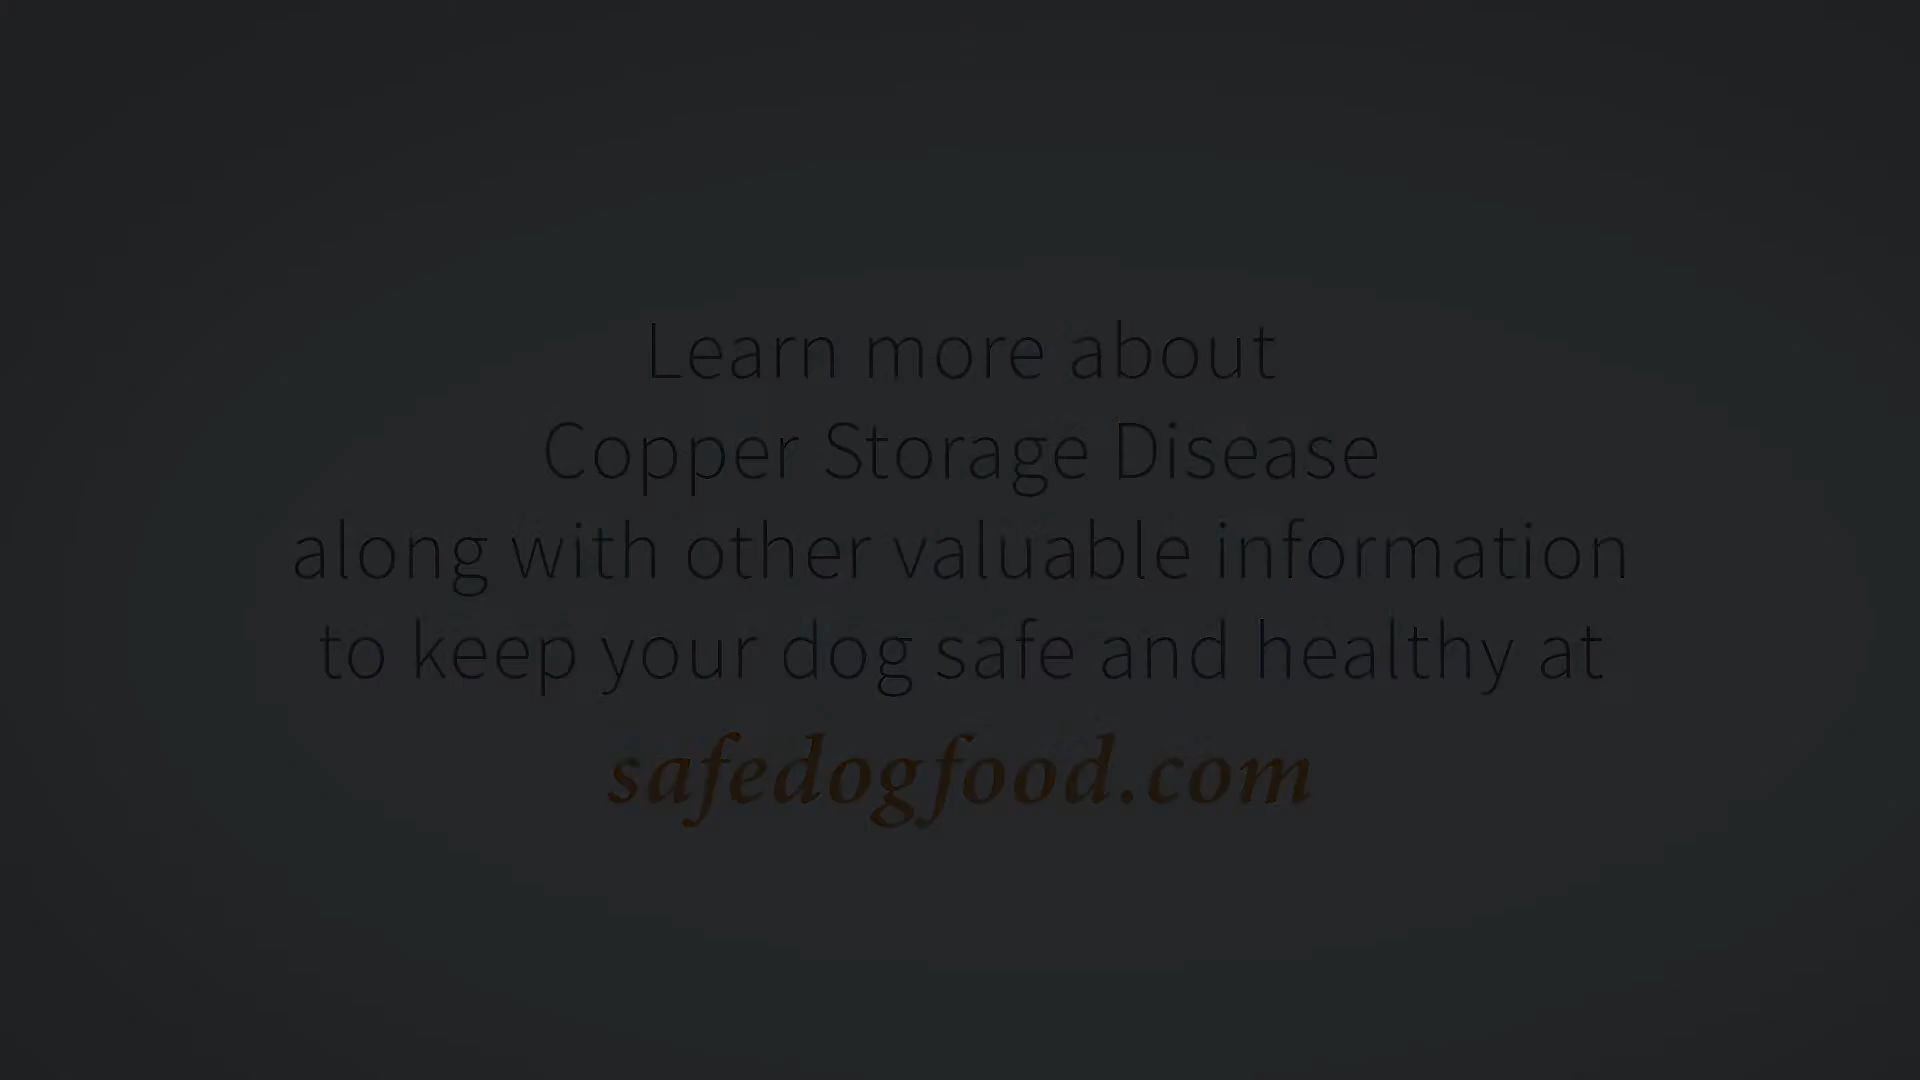 Learn more about
Copper Storage Disease
along with other valuable information
to keep your dog safe and healthy at
safedogfood.com